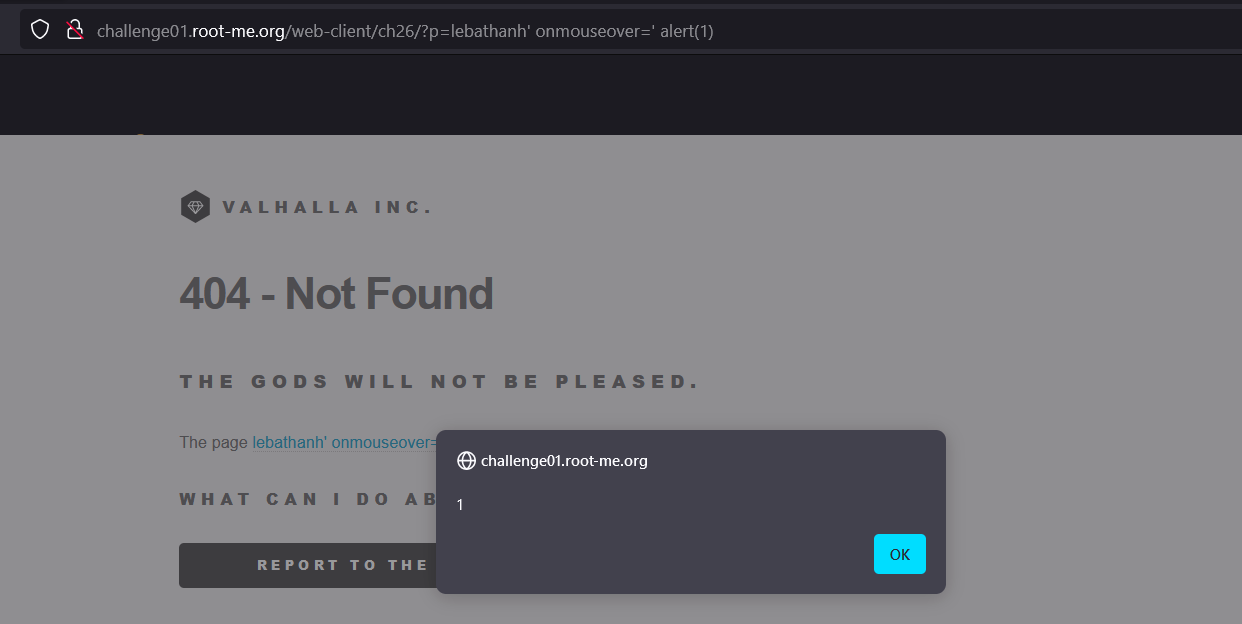 challenge01.root-me.org/web-client/ch26/?p=lebathanh' onmouseover=' alert(1)
VALHALLA INC.
404 - Not Found
THE GODS WILL NOT BE PLEASED.
The page lebathanh' onmouseover=
challenge01.root-me.org
1
WHAT CAN I DO AB
OK
REPORT TO THE